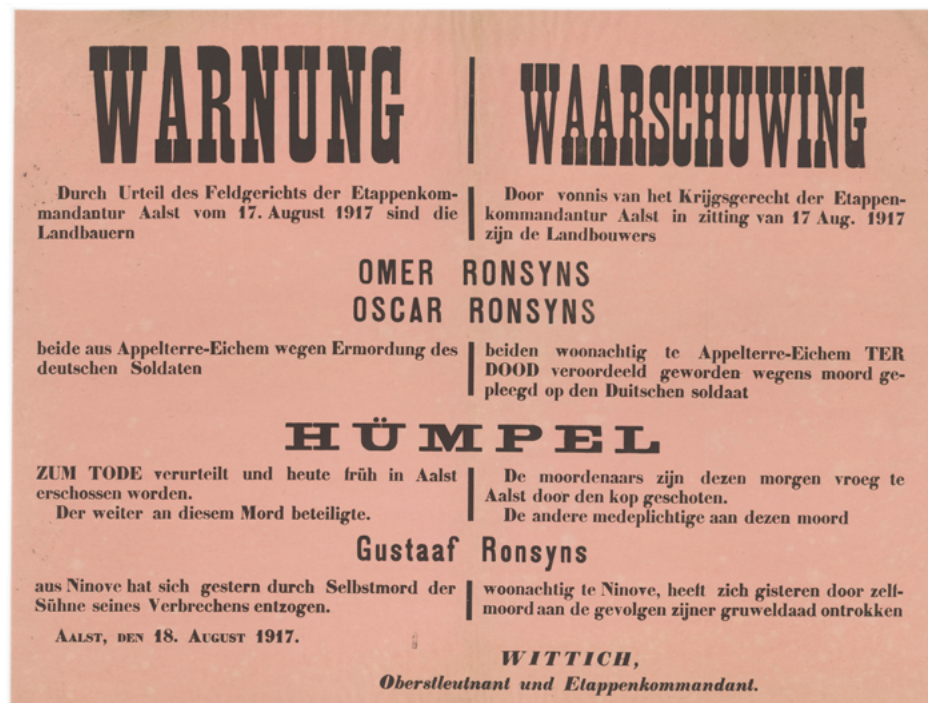 WARNUNG
Durch Urteil des Feldgerichts der Etappenkom-
mandantur Aalst vom 17. August 1917 sind die
Landbauern
WAARSCHUWING
Door vonnis van het Krijgsgerecht der Etappen-
kommandantur Aalst in zitting van 17 Aug. 1917
zijn de Landbouwers
OMER RONSYNS
OSCAR RONSYNS
beide aus Appelterre-Eichem wegen Ermordung des
deutschen Soldaten
beiden woonachtig te Appelterre-Eichem TER
DOOD veroordeeld geworden wegens moord ge-
pleegd op den Duitschen soldaat
HÜMPEL
ZUM TODE verurteilt und heute früh in Aalst
erschossen worden.
Der weiter an diesem Mord beteiligte.
De moordenaars zijn dezen morgen vroeg te
Aalst door den kop geschoten.
De andere medeplichtige aan dezen moord
Gustaaf Ronsyns
aus Ninove hat sich gestern durch Selbstmord der
Sühne seines Verbrechens entzogen.
woonachtig te Ninove, heeft zich gisteren door zelf-
moord aan de gevolgen zijner gruweldaad ontrokken
AALST, DEN 18. AUGUST 1917.
WITTICH,
Oberstleutnant und Etappenkommandant.